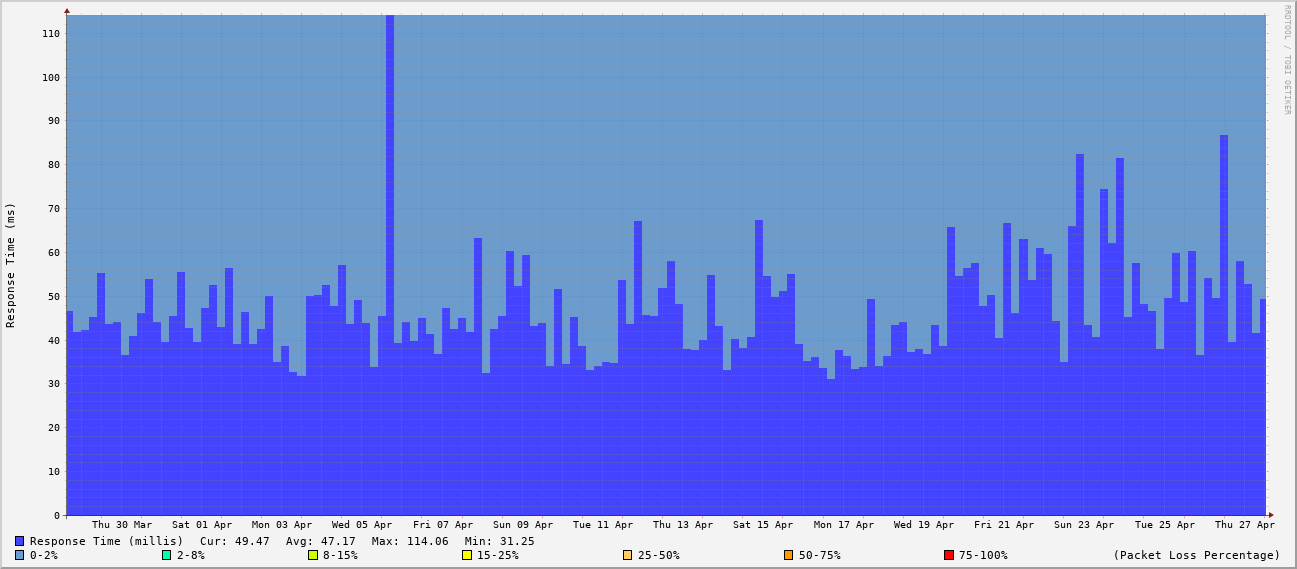 RRDTOOL / TOBI OETIKER
Response Time (ms)
110
100
90
80
70
60
50
40
30
20
10
0
Thu 30 Mar Sat 01 Apr Mon 03 Apr Wed 05 Apr Fri 07 Apr Sun 09 Apr Tue 11 Apr Thu 13 Apr Sat 15 Apr Mon 17 Apr Wed 19 Apr Fri 21 Apr Sun 23 Apr Tue 25 Apr Thu 27 Apr
Response Time (millis) Cur: 49.47 Avg: 47.17 Max: 114.06 Min: 31.25
0-2% 2-8% 8-15% 15-25% 25-50% 50-75% 75-100% (Packet Loss Percentage)